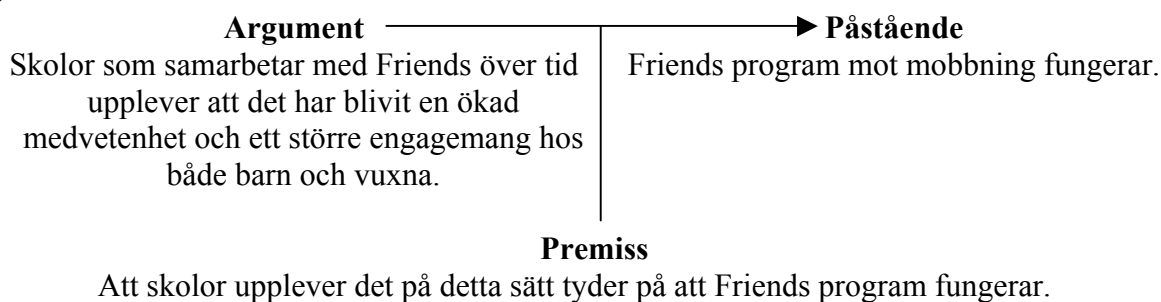 Argument
Påstående
Skolor som samarbetar med Friends över tid
upplever att det har blivit en ökad
medvetenhet och ett större engagemang hos
både barn och vuxna.
Friends program mot mobbning fungerar.
Premiss
Att skolor upplever det på detta sätt tyder på att Friends program fungerar.